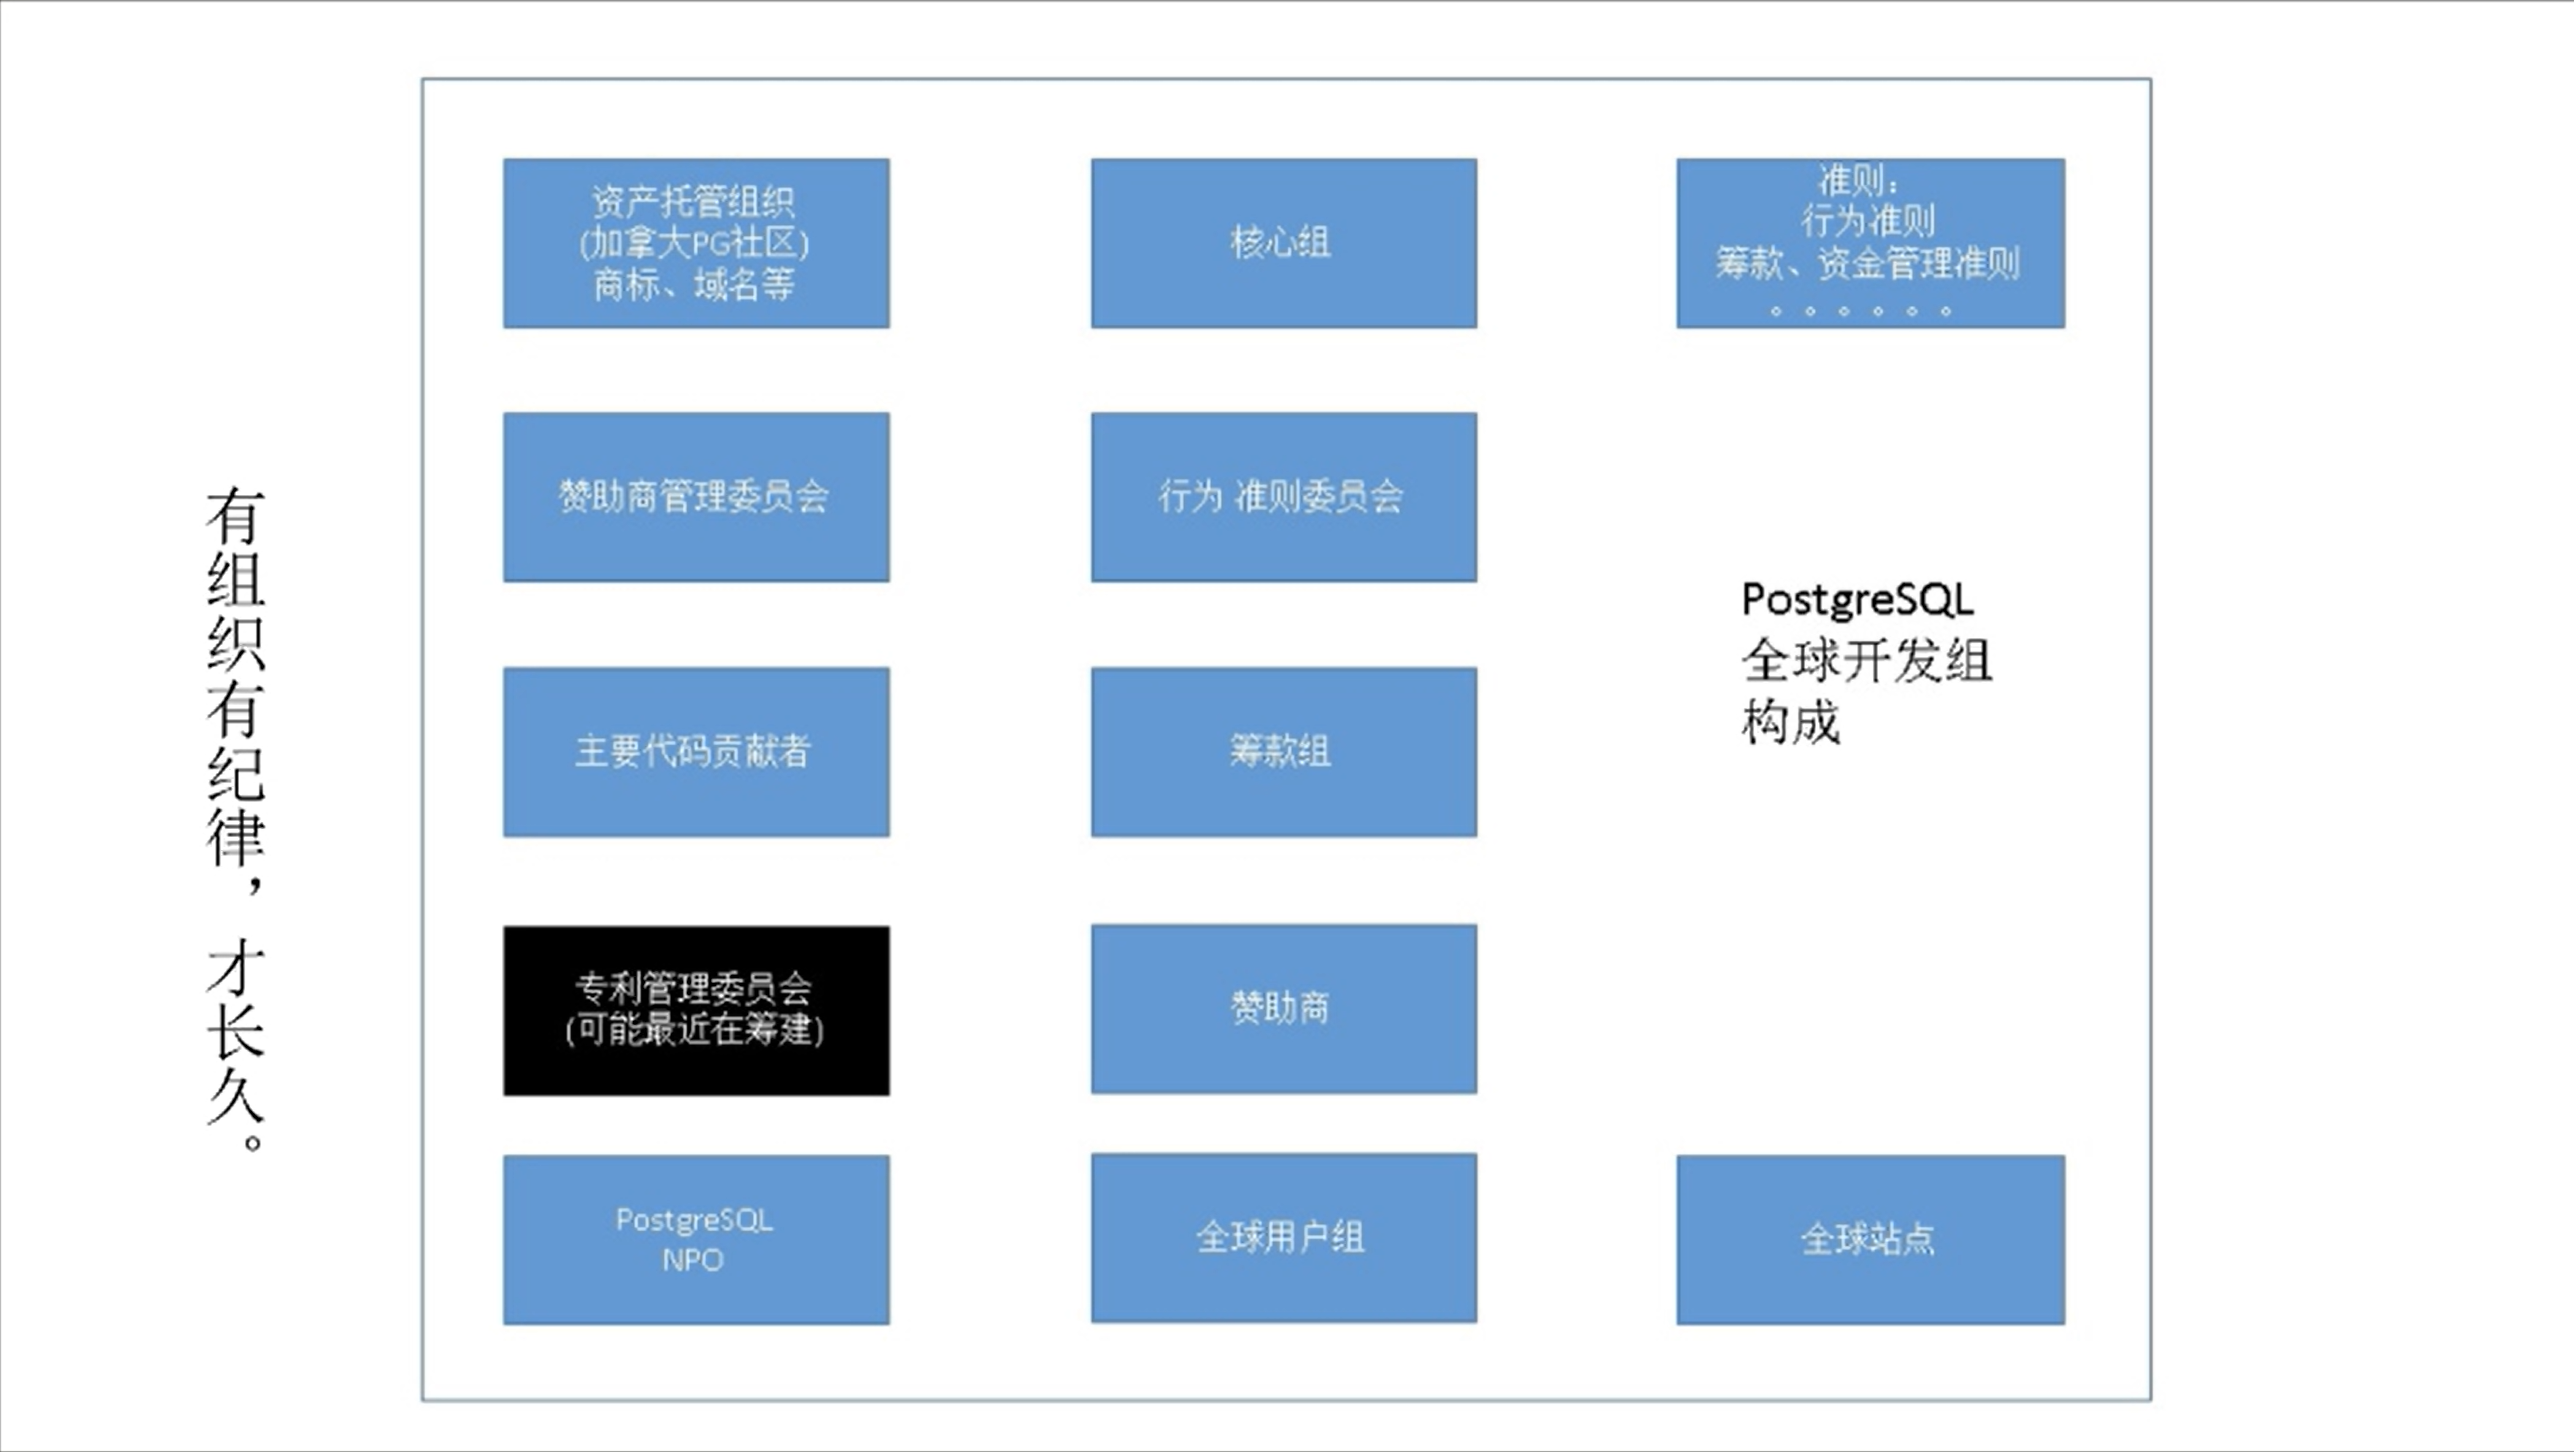 有组织有纪律，才长久。
资产托管组织
(加拿大PG社区)
商标、域名等
核心组
准则：
行为准则
筹款、资金管理准则
。。。。。。
赞助商管理委员会
行为 准则委员会
主要代码贡献者
筹款组
PostgreSQL
全球开发组
构成
专利管理委员会
(可能最近在筹建)
赞助商
PostgreSQL
NPO
全球用户组
全球站点